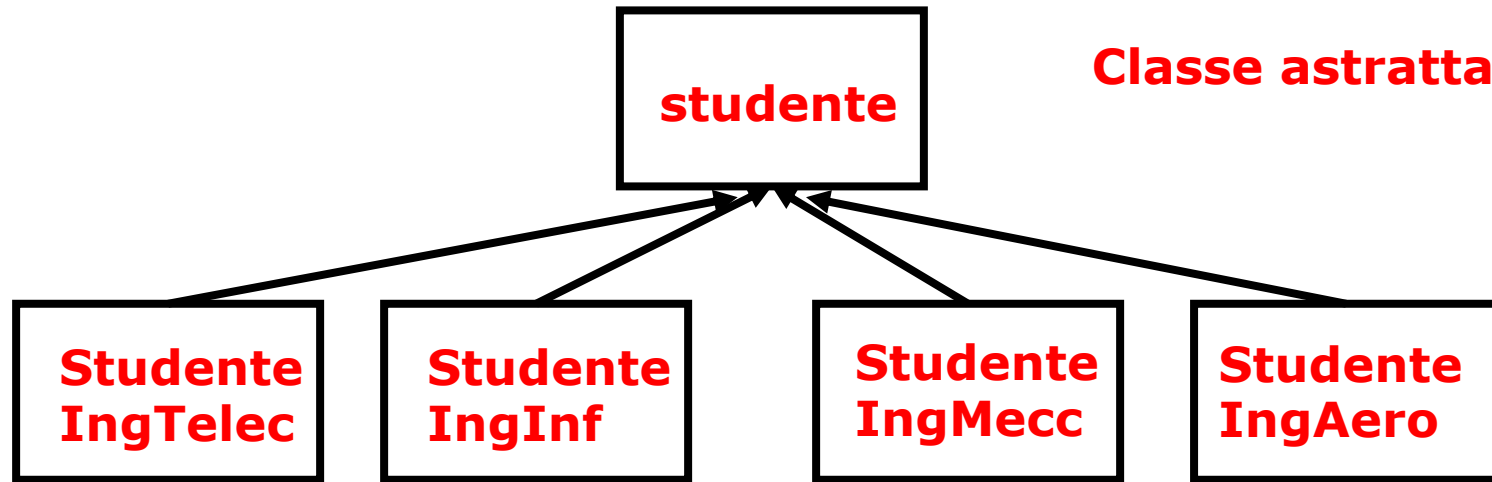 Classe astratta
studente
Studente
IngTelec
Studente
IngInf
Studente
IngMecc
Studente
IngAero